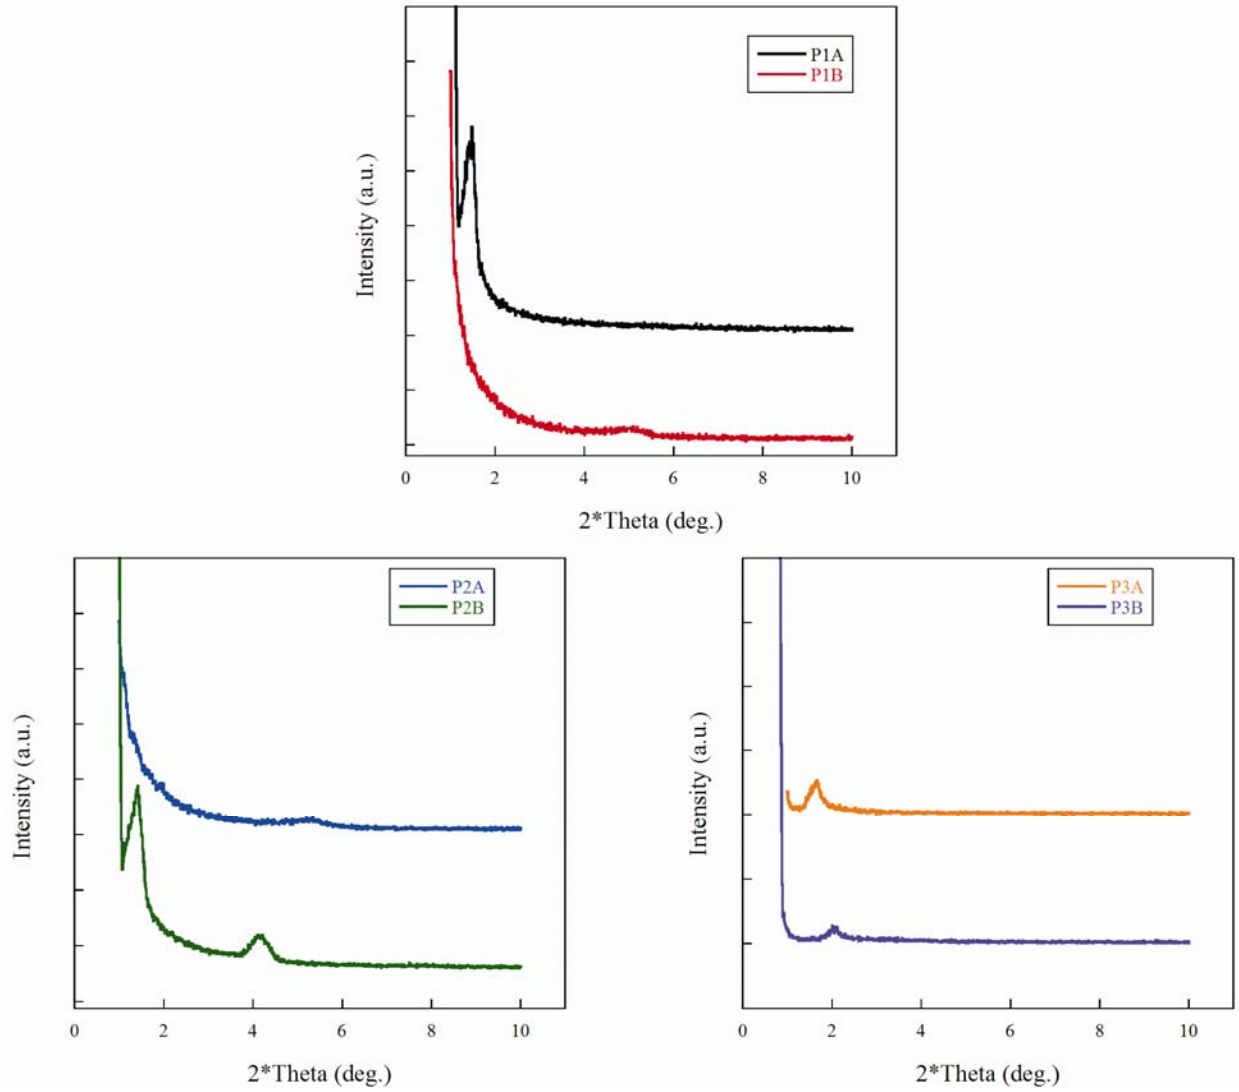 P1A
P1B
Intensity (a.u.)
0 2 4 6 8 10
2*Theta (deg.)
P2A
P2B
Intensity (a.u.)
0 2 4 6 8 10
2*Theta (deg.)
P3A
P3B
Intensity (a.u.)
0 2 4 6 8 10
2*Theta (deg.)